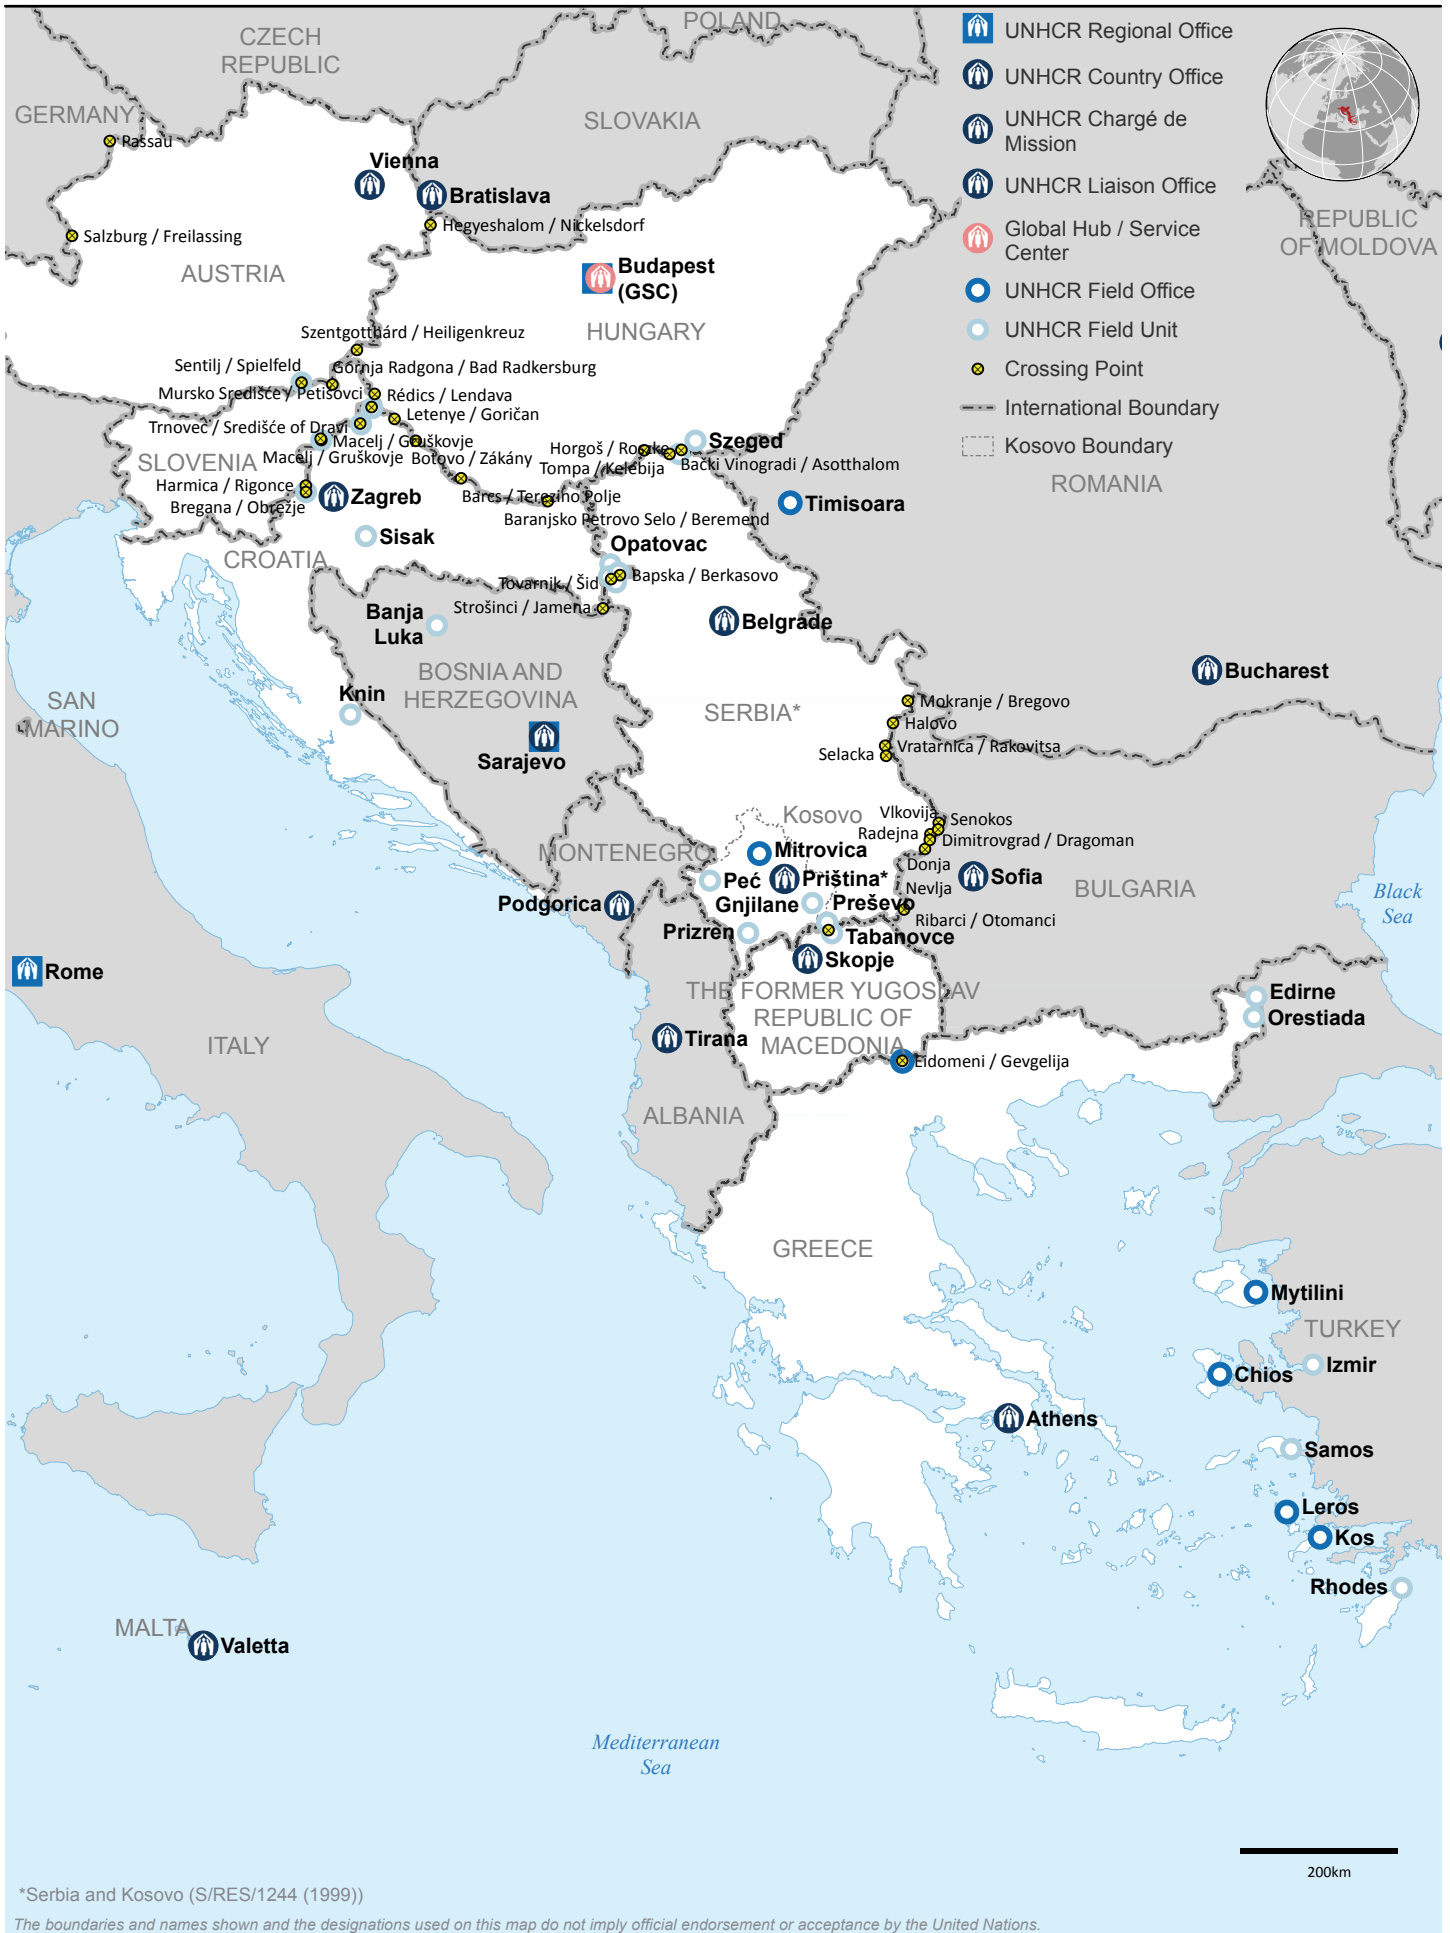 POLAND
CZECH
REPUBLIC
GERMANY
SLOVAKIA
Passau
Vienna
Bratislava
Hegyeshalom / Nickelsdorf
Salzburg / Freilassing
AUSTRIA
Budapest
(GSC)
HUNGARY
UNHCR Regional Office
UNHCR Country Office
UNHCR Chargé de
Mission
UNHCR Liaison Office
Global Hub / Service
Center
UNHCR Field Office
UNHCR Field Unit
Crossing Point
International Boundary
Kosovo Boundary
REPUBLIC
OF MOLDOVA
Szentgotthárd / Heiligenkreuz
Sentilj / Spielfeld
Gornja Radgona / Bad Radkersburg
Mursko Središće / Petišovci
Rédics / Lendava
Letenye / Goričan
Trnovec / Središće of Dravi
Macelj / Gruškovje
Macelj / Gruškovje
Botovo / Zákány
SLOVENIA
Harmica / Rigonce
Bregana / Obrežje
Zagreb
Barcs / Terezino Polje
Baranjsko Petrovo Selo / Beremend
Horgoš / Roszke
Szeged
Tompa / Kelebija
Bački Vinogradi / Asotthalom
ROMANIA
Timisoara
Sisak
CROATIA
Opatovac
Tovarnik / Šid
Bapska / Berkasovo
Strošinci / Jamena
Banja
Luka
Belgrade
BOSNIA AND
HERZEGOVINA
Bucharest
SAN
MARINO
Knin
SERBIA*
Mokranje / Bregovo
Halovo
Vratarnica / Rakovitsa
Selacka
Sarajevo
Kosovo
Vlkovija
Senokos
Radejna
Dimitrovgrad / Dragoman
MONTENEGRO
Mitrovica
Donja
Nevlja
Sofia
BULGARIA
Black
Sea
Peć
Priština*
Gnjilane
Preševo
Podgorica
Ribarci / Otomanci
Prizren
Tabanovce
Skopje
Rome
THE FORMER YUGOSLAV
REPUBLIC OF
MACEDONIA
Edirne
Orestiada
ITALY
Tirana
Eidomeni / Gevgelija
ALBANIA
GREECE
Mytilini
TURKEY
Izmir
Chios
Athens
Samos
Leros
Kos
Rhodes
MALTA
Valetta
Mediterranean
Sea
200km
*Serbia and Kosovo (S/RES/1244 (1999))
The boundaries and names shown and the designations used on this map do not imply official endorsement or acceptance by the United Nations.